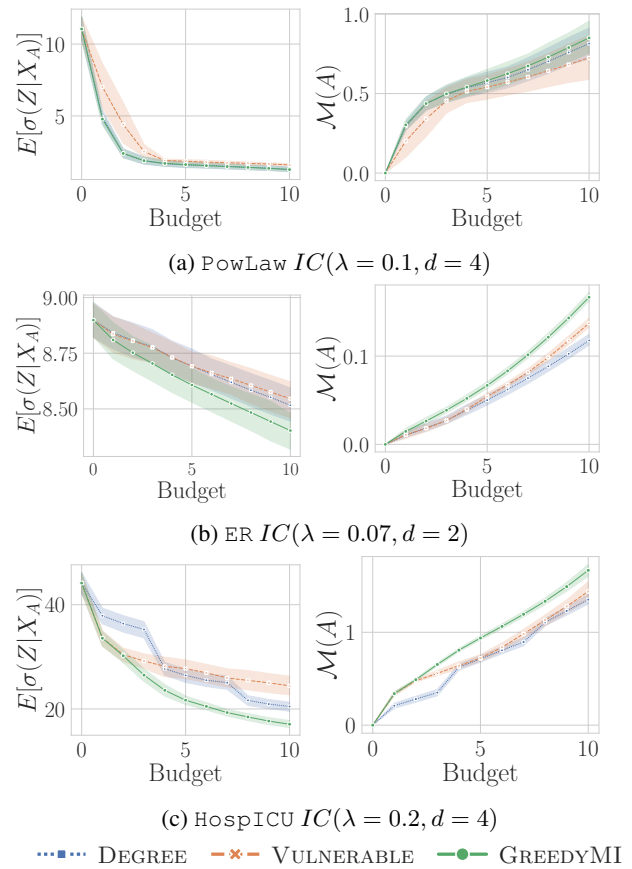 E[σ(Z|X_A)]
10
5
0
5
10
Budget
M(A)
1.0
0.5
0.0
0
5
10
Budget
(a) PowLaw IC(λ = 0.1, d = 4)
E[σ(Z|X_A)]
9.00
8.75
8.50
0
5
10
Budget
M(A)
0.1
0.0
0
5
10
Budget
(b) ER IC(λ = 0.07, d = 2)
E[σ(Z|X_A)]
40
20
0
5
10
Budget
M(A)
1
0
0
5
10
Budget
(c) HospICU IC(λ = 0.2, d = 4)
DEGREE VULNERABLE GREEDYMI